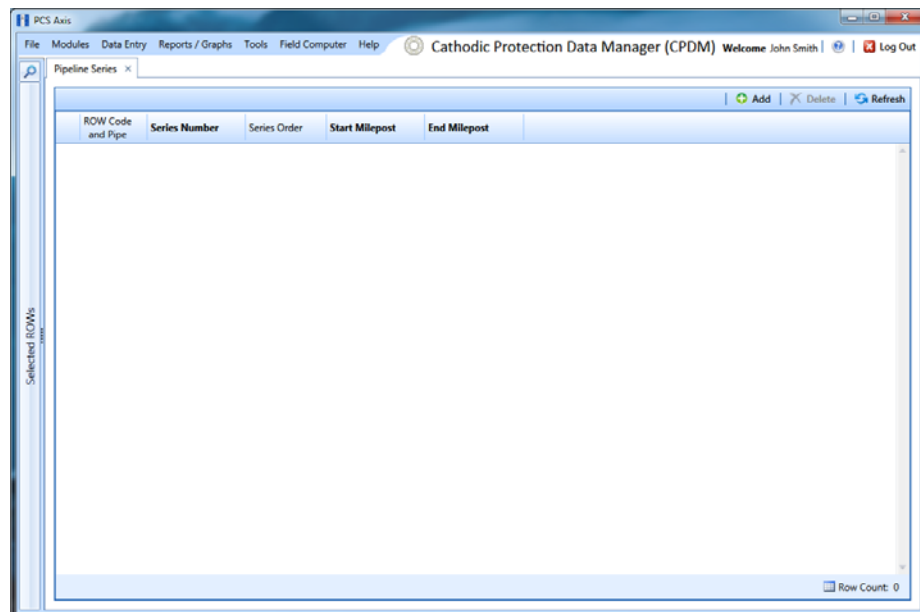 PCS Axis
File Modules Data Entry Reports / Graphs Tools Field Computer Help Cathodic Protection Data Manager (CPDM) Welcome John Smith | | Log Out
Pipeline Series ×
| Add | Delete | Refresh
ROW Code
and Pipe Series Number Series Order Start Milepost End Milepost
Selected ROWs
Row Count: 0